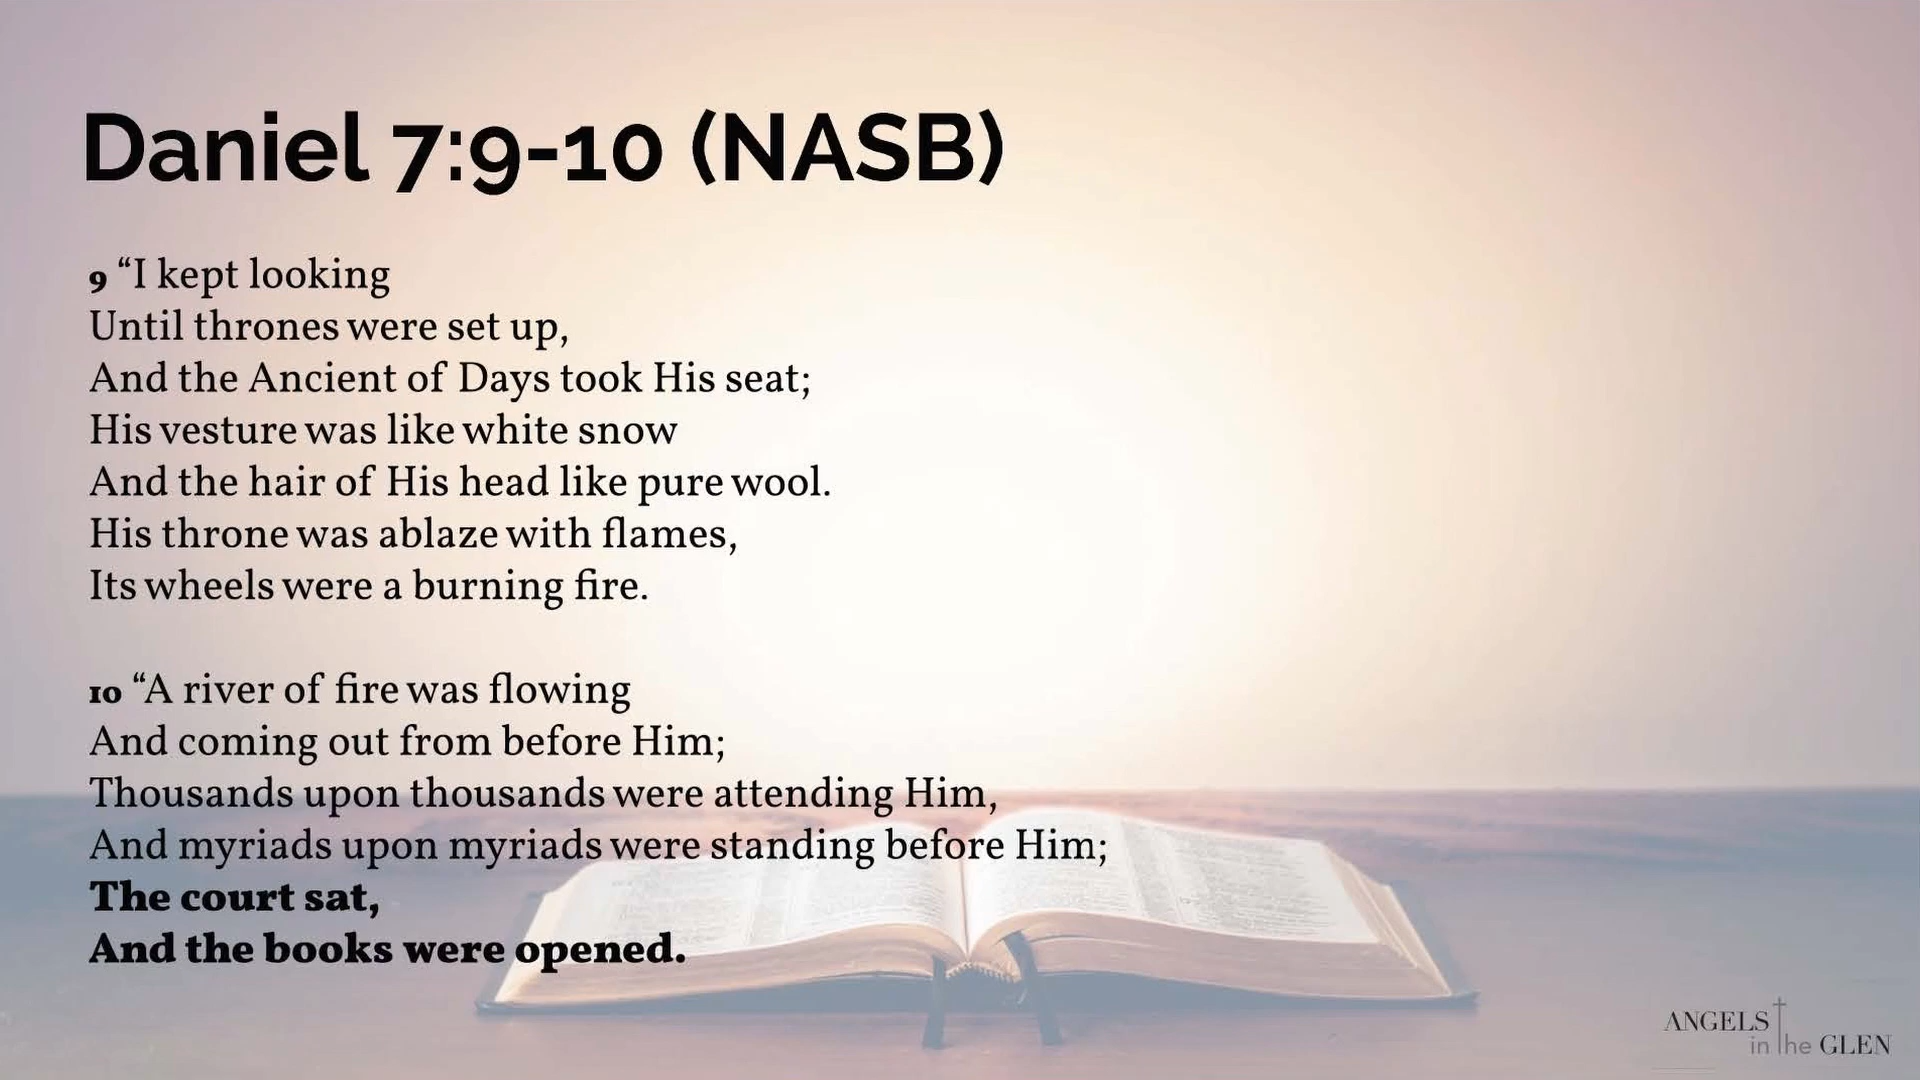 Daniel 7:9-10 (NASB)
9 “I kept looking
Until thrones were set up,
And the Ancient of Days took His seat;
His vesture was like white snow
And the hair of His head like pure wool.
His throne was ablaze with flames,
Its wheels were a burning fire.
10 “A river of fire was flowing
And coming out from before Him;
Thousands upon thousands were attending Him,
And myriads upon myriads were standing before Him;
The court sat,
And the books were opened.
ANGELS
in the GLEN